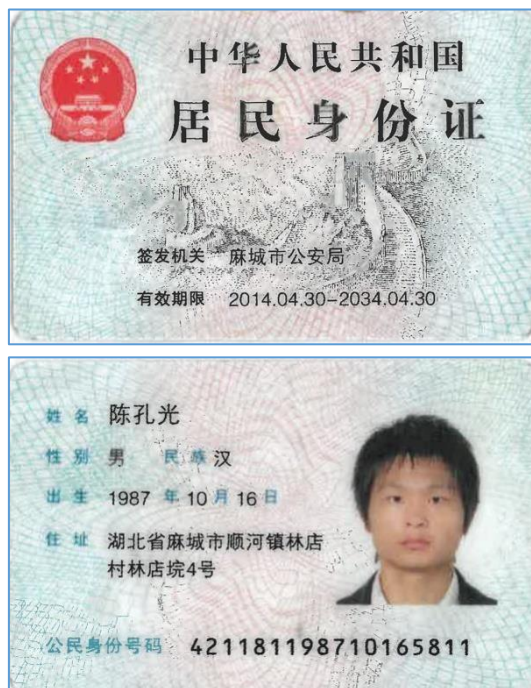 中华人民共和国
居民身份证
签发机关 麻城市公安局
有效期限 2014.04.30-2034.04.30
姓名 陈孔光
性别 男 民族 汉
出生 1987 年 10 月 16 日
住址 湖北省麻城市顺河镇林店
村林店垸4号
公民身份号码 421181198710165811